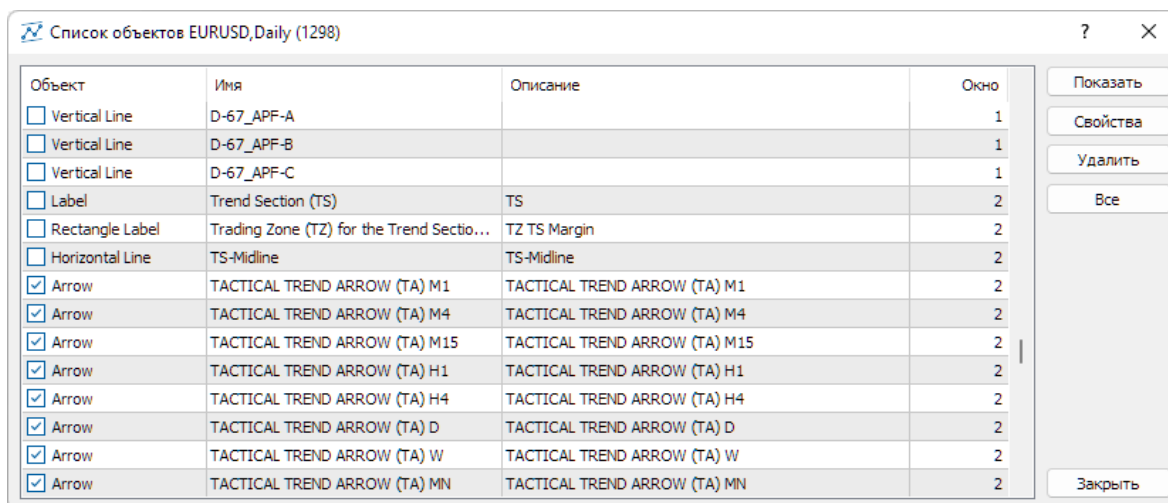 Список объектов EURUSD,Daily (1298) ?
Объект Имя Описание Окно Показать
Vertical Line D-67_APF-A 1
Свойства
Vertical Line D-67_APF-B 1
Vertical Line D-67_APF-C 1 Удалить
Label Trend Section (TS) TS 2 Все
Rectangle Label Trading Zone (TZ) for the Trend Sectio... TZ TS Margin 2
Horizontal Line TS-Midline TS-Midline 2
Arrow TACTICAL TREND ARROW (TA) M1 TACTICAL TREND ARROW (TA) M1 2
Arrow TACTICAL TREND ARROW (TA) M4 TACTICAL TREND ARROW (TA) M4 2
Arrow TACTICAL TREND ARROW (TA) M15 TACTICAL TREND ARROW (TA) M15 2
Arrow TACTICAL TREND ARROW (TA) H1 TACTICAL TREND ARROW (TA) H1 2
Arrow TACTICAL TREND ARROW (TA) H4 TACTICAL TREND ARROW (TA) H4 2
Arrow TACTICAL TREND ARROW (TA) D TACTICAL TREND ARROW (TA) D 2
Arrow TACTICAL TREND ARROW (TA) W TACTICAL TREND ARROW (TA) W 2
Arrow TACTICAL TREND ARROW (TA) MN TACTICAL TREND ARROW (TA) MN 2 Закрыть